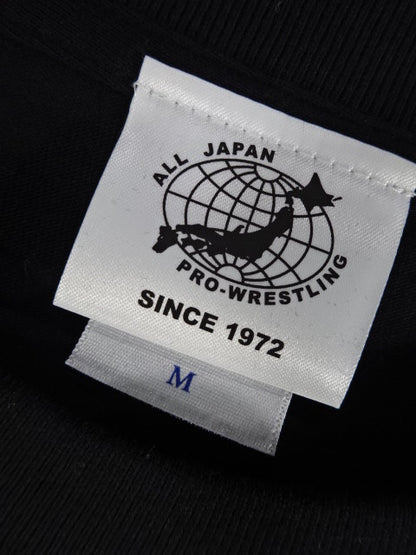 ALL JAPAN
PRO-WRESTLING
SINCE 1972
M